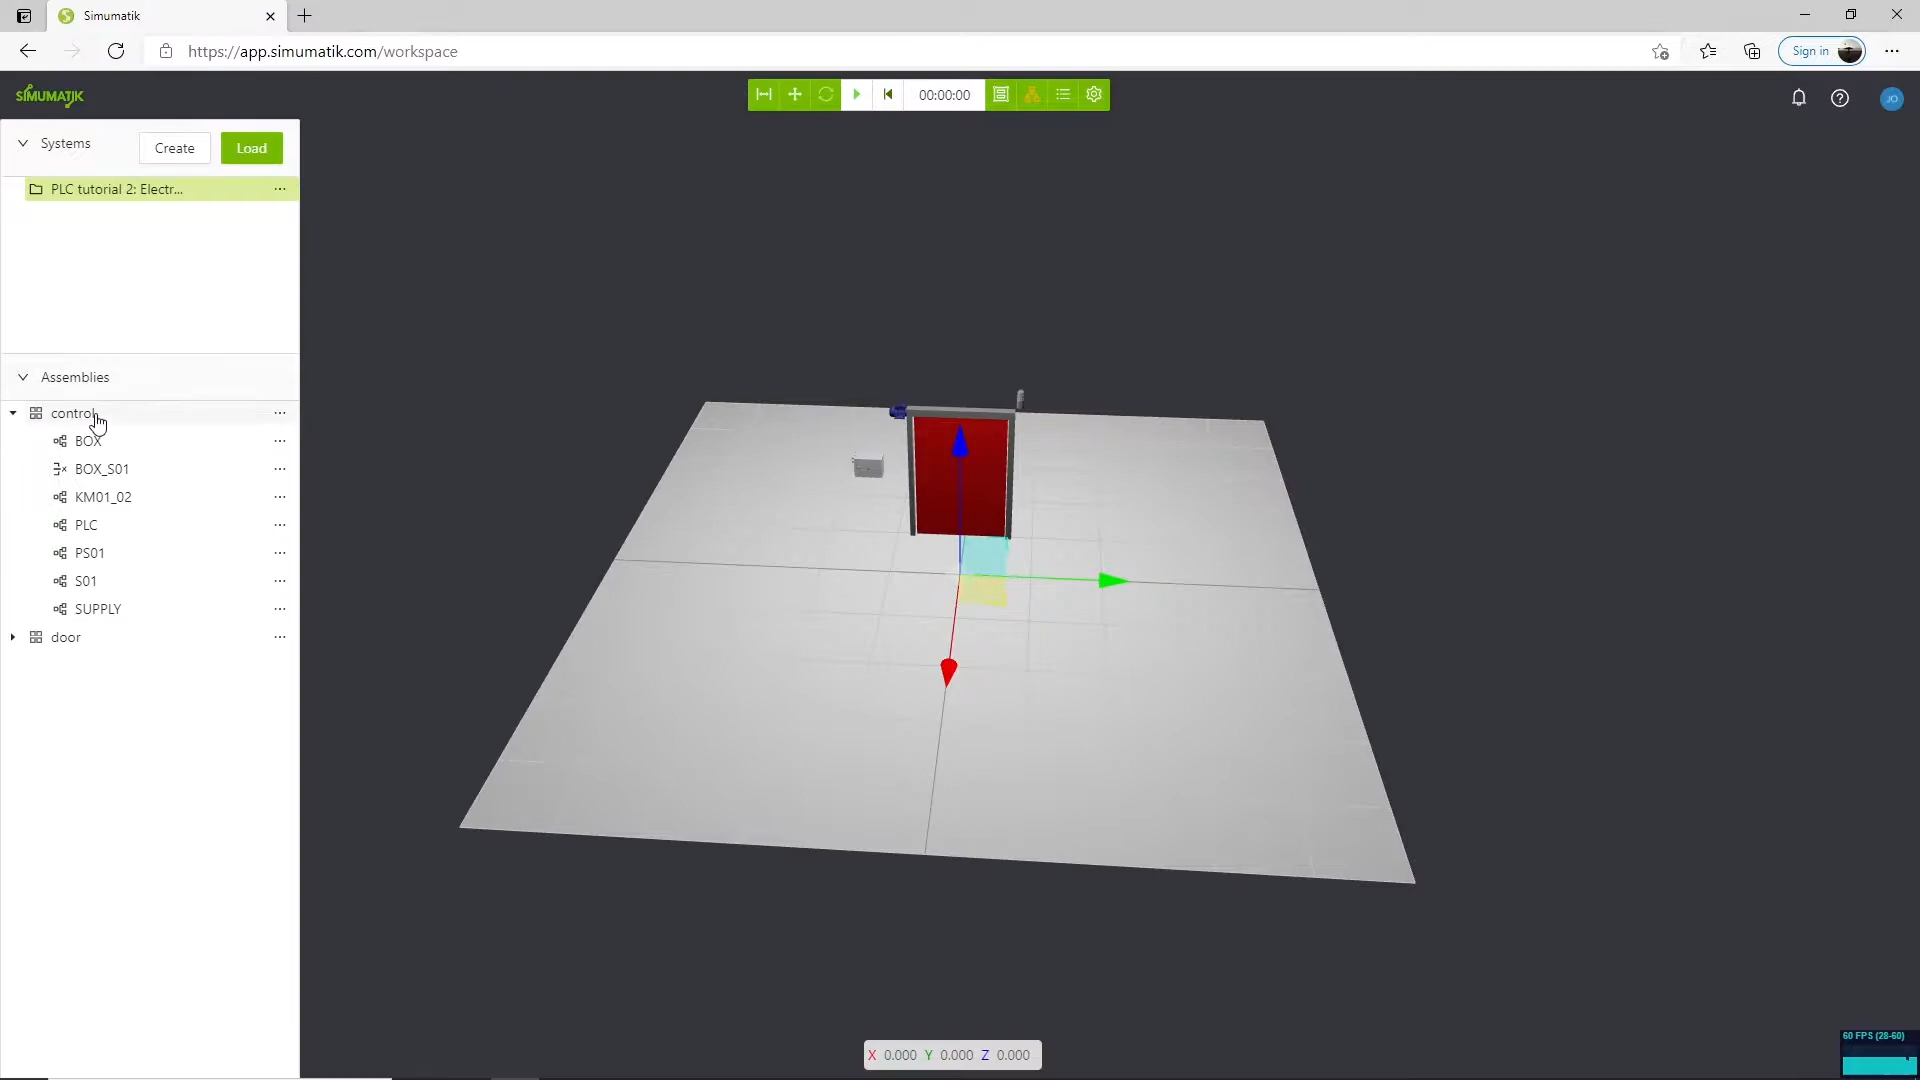 Simumatik
https://app.simumatik.com/workspace
Sign in
SIMUMATIK
00:00:00
JO
Systems
Create
Load
PLC tutorial 2: Electr...
Assemblies
control
BOX
BOX_S01
KM01_02
PLC
PS01
S01
SUPPLY
door
X 0.000 Y 0.000 Z 0.000
60 FPS (28-60)